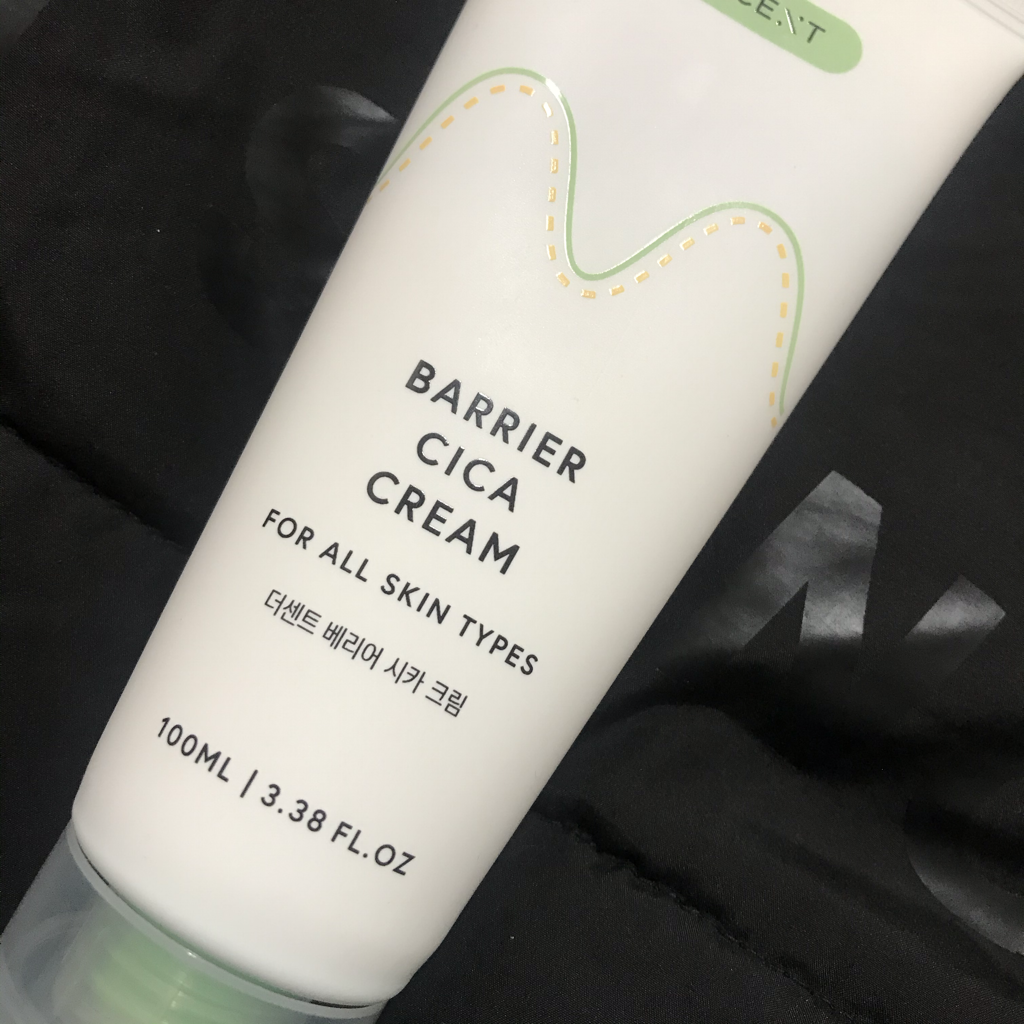 BARRIER
CICA
CREAM
FOR ALL SKIN TYPES
더센트 베리어 시카 크림
100ML | 3.38 FL.OZ